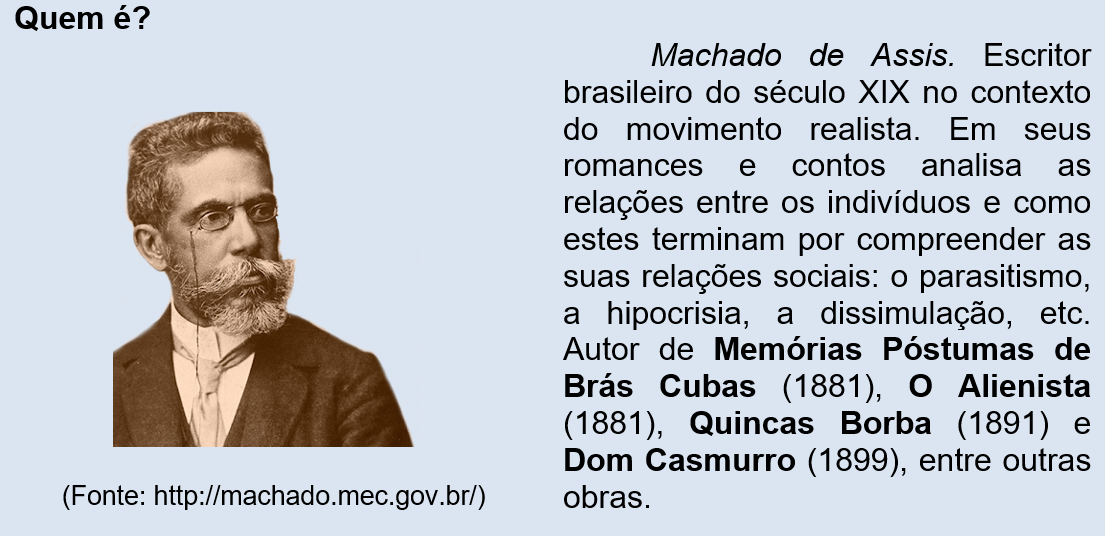 Quem é?
Machado de Assis. Escritor
brasileiro do século XIX no contexto
do movimento realista. Em seus
romances e contos analisa as
relações entre os indivíduos e como
estes terminam por compreender as
suas relações sociais: o parasitismo,
a hipocrisia, a dissimulação, etc.
Autor de Memórias Póstumas de
Brás Cubas (1881), O Alienista
(1881), Quincas Borba (1891) e
Dom Casmurro (1899), entre outras
obras.
(Fonte: http://machado.mec.gov.br/)